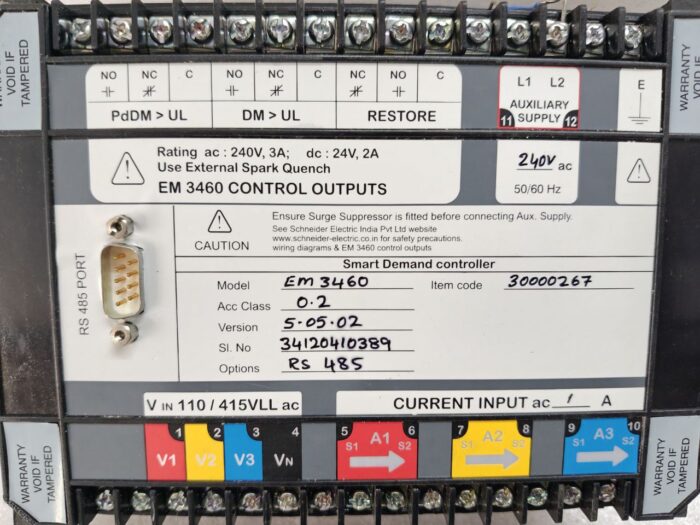 WARRANTY
VOID IF
TAMPERED
NO NC C NO NC C NO NO C
PdDM > UL DM > UL RESTORE
L1 L2
AUXILIARY
11 SUPPLY 12
E
WARRANTY
VOID IF
TAMPERED
Rating ac : 240V, 3A; dc : 24V, 2A
Use External Spark Quench
EM 3460 CONTROL OUTPUTS
240V ac
50/60 Hz
RS 485 PORT
CAUTION
Ensure Surge Suppressor is fitted before connecting Aux. Supply.
See Schneider Electric India Pvt Ltd website
www.schneider-electric.co.in for safety precautions.
wiring diagrams & EM 3460 control outputs
Smart Demand controller
Model EM 3460 Item code 30000267
Acc Class 0.2
Version 5.05.02
Sl. No 34120410389
Options RS 485
V IN 110 / 415VLL ac
CURRENT INPUT ac 1 A
1 2 3 4 5 6 7 8 9 10
V1 V2 V3 VN
S1 A1 S2
S1 A2 S2
S1 A3 S2
WARRANTY
VOID IF
TAMPERED
WARRANTY
VOID IF
TAMPERED